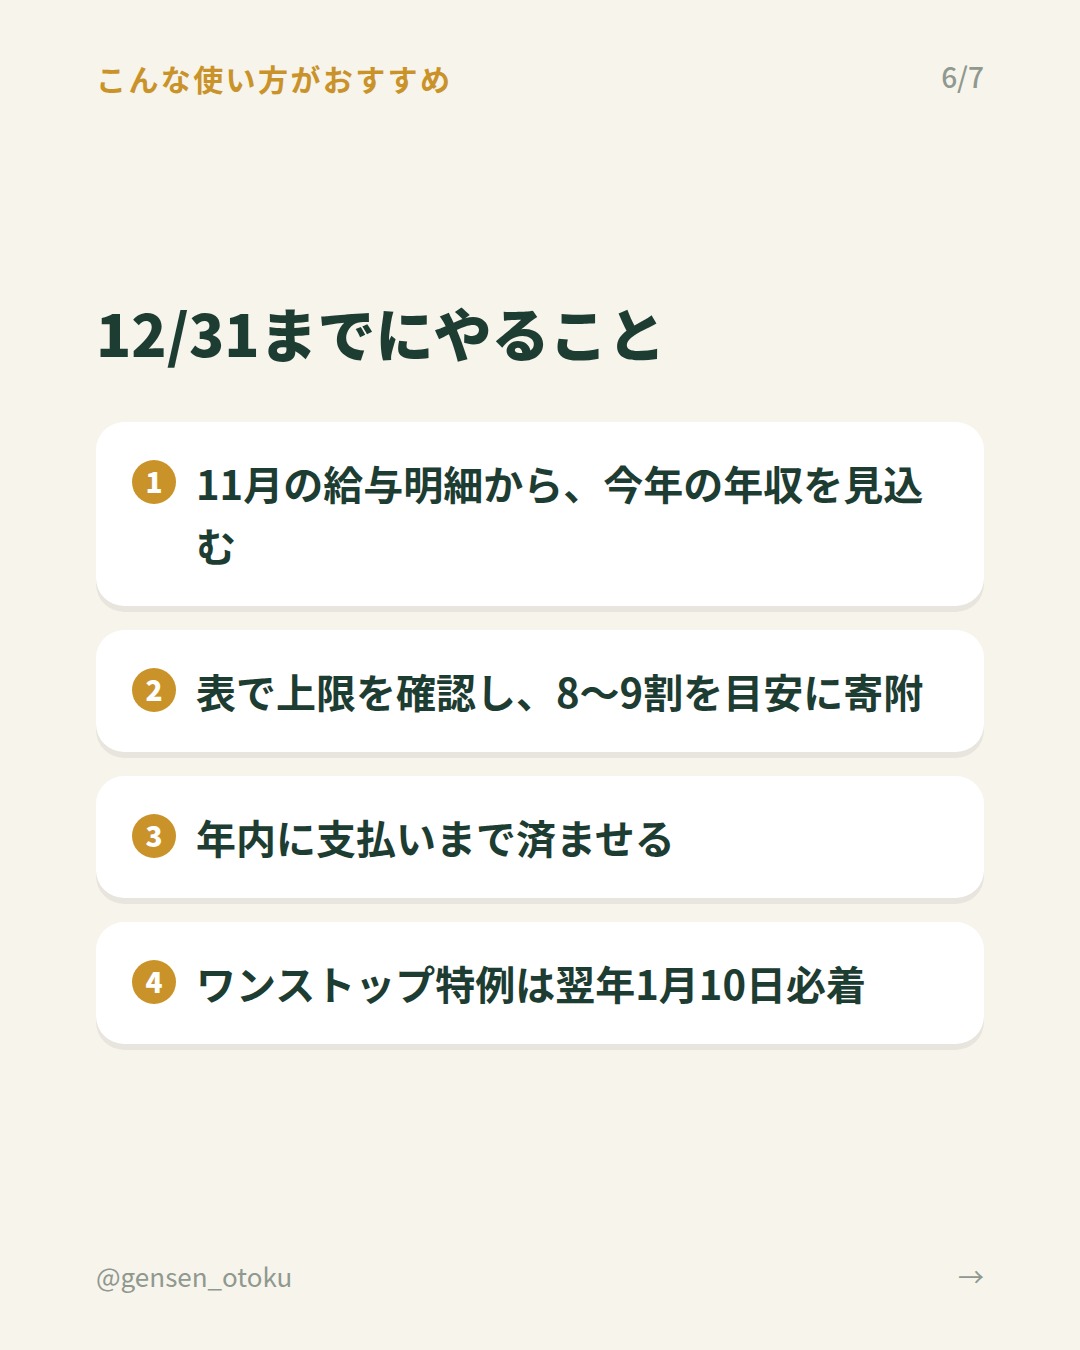 こんな使い方がおすすめ
6/7
12/31までにやること
1 11月の給与明細から、今年の年収を見込
む
2 表で上限を確認し、8〜9割を目安に寄附
3 年内に支払いまで済ませる
4 ワンストップ特例は翌年1月10日必着
@gensen_otoku
→